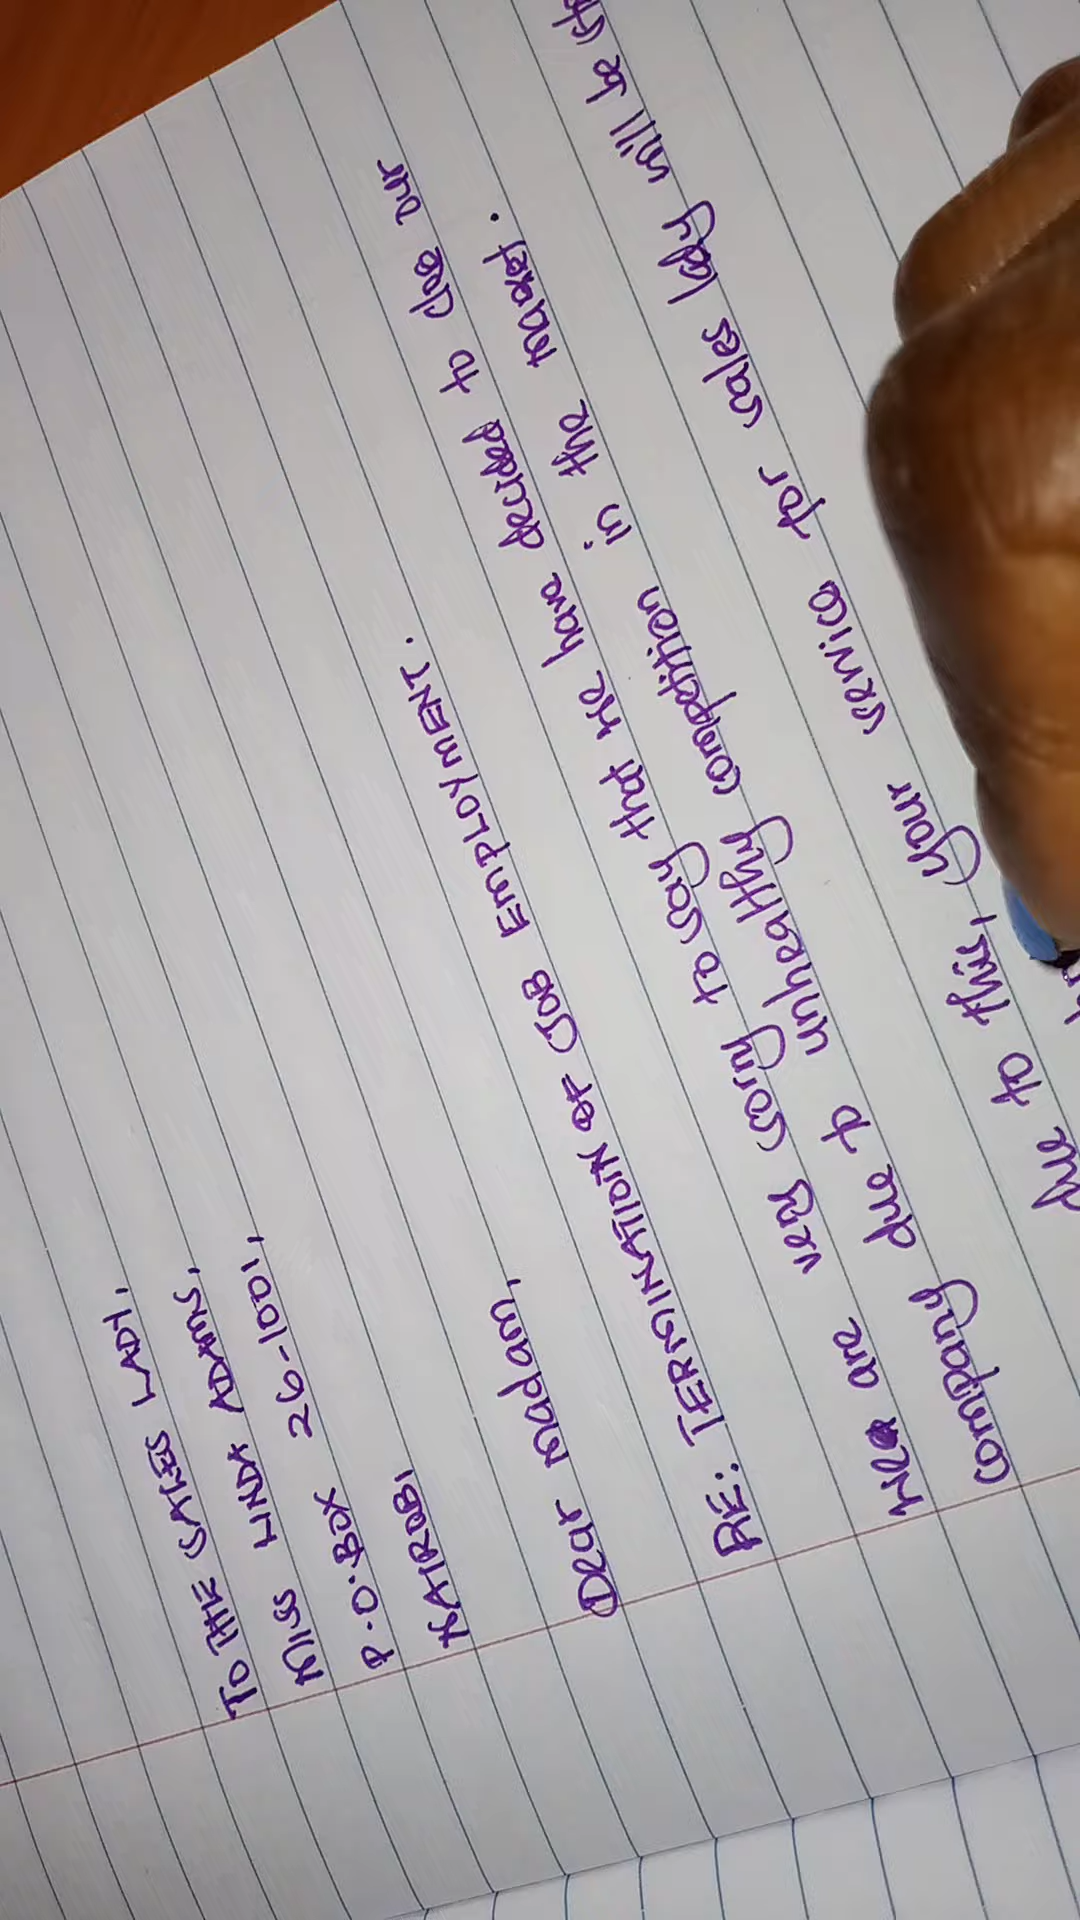 TO THE SALES LADY,
MISS LINDA ADAMS,
P.O. BOX 26-1001,
NAIROBI
Dear Madam,
RE: TERMINATION OF JOB EMPLOYMENT.
We are very sorry to say that we have decided to close our
company due to unhealthy competition in the market.
due to this, your service for sales lady will be